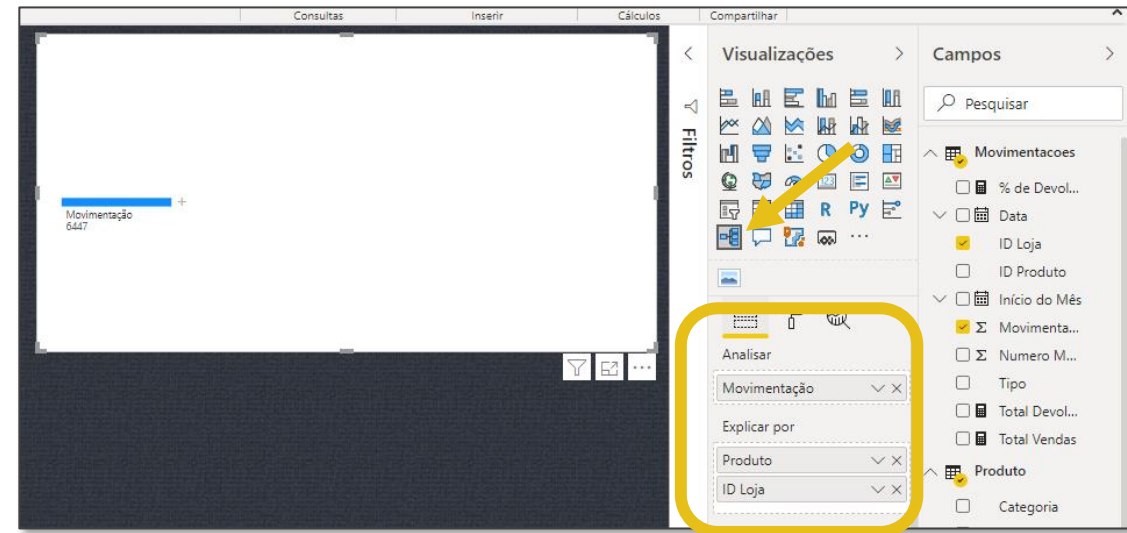 Consultas
Inserir
Cálculos
Compartilhar
Movimentação
6447
Filtros
Visualizações
123
R
Py
Analisar
Movimentação
Explicar por
Produto
ID Loja
Campos
Pesquisar
Movimentacoes
% de Devol...
Data
ID Loja
ID Produto
Início do Mês
Σ Movimenta...
Σ Numero M...
Tipo
Total Devol...
Total Vendas
Produto
Categoria